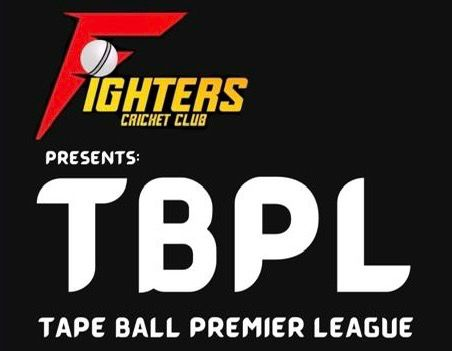 FIGHTERS
CRICKET CLUB
PRESENTS:
TBPL
TAPE BALL PREMIER LEAGUE